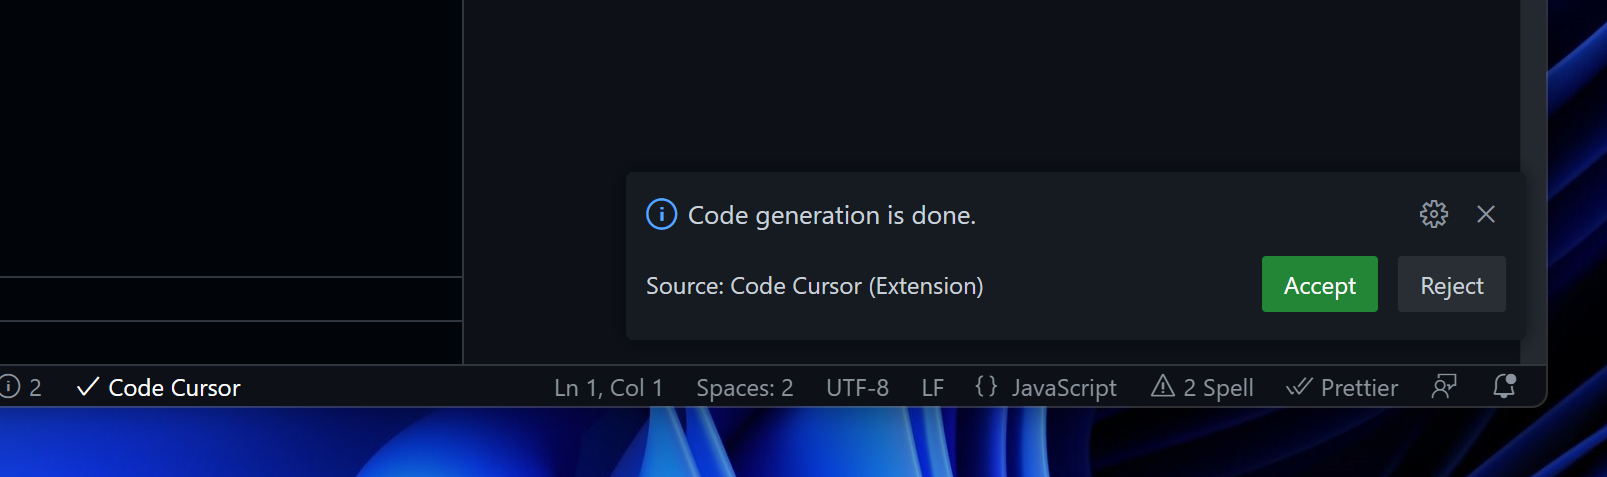 Code generation is done.
Source: Code Cursor (Extension)
Accept
Reject
2
Code Cursor
Ln 1, Col 1
Spaces: 2
UTF-8
LF
{ } JavaScript
2 Spell
Prettier